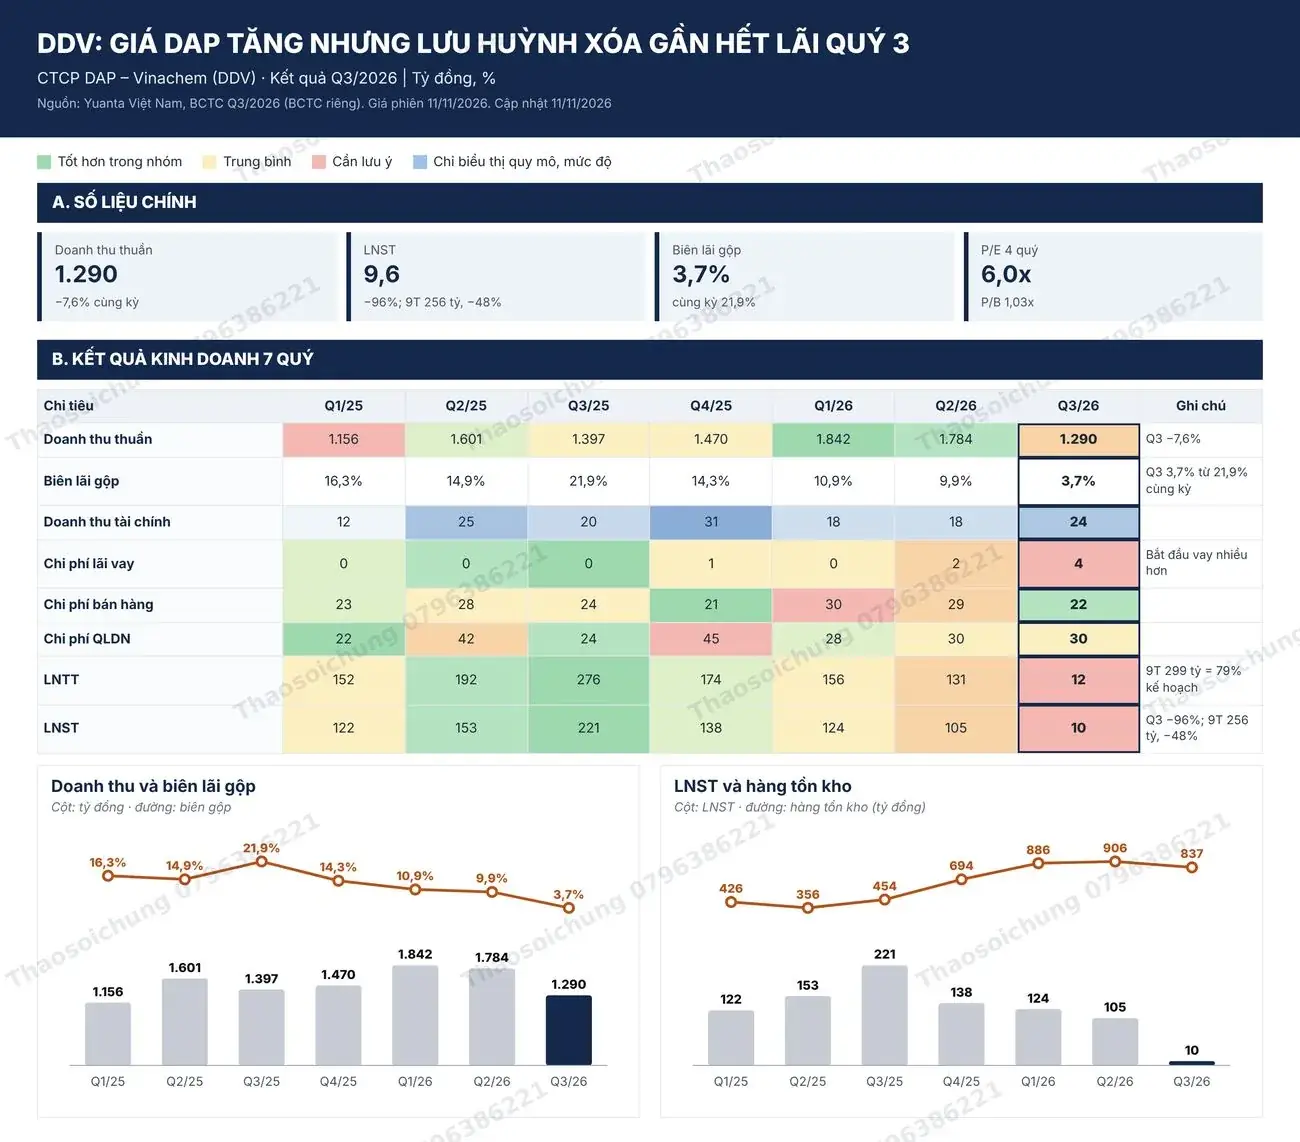 DDV: GIÁ DAP TĂNG NHƯNG LƯU HUỲNH XÓA GẦN HẾT LÃI QUÝ 3
CTCP DAP – Vinachem (DDV) · Kết quả Q3/2026 | Tỷ đồng, %
Nguồn: Yuanta Việt Nam, BCTC Q3/2026 (BCTC riêng). Giá phiên 11/11/2026. Cập nhật 11/11/2026
Tốt hơn trong nhóm Trung bình Cần lưu ý Chỉ biểu thị quy mô, mức độ
A. SỐ LIỆU CHÍNH
Doanh thu thuần
1.290
−7,6% cùng kỳ
LNST
9,6
−96%; 9T 256 tỷ, −48%
Biên lãi gộp
3,7%
cùng kỳ 21,9%
P/E 4 quý
6,0x
P/B 1,03x
B. KẾT QUẢ KINH DOANH 7 QUÝ
Chỉ tiêu Q1/25 Q2/25 Q3/25 Q4/25 Q1/26 Q2/26 Q3/26 Ghi chú
Doanh thu thuần 1.156 1.601 1.397 1.470 1.842 1.784 1.290 Q3 −7,6%
Biên lãi gộp 16,3% 14,9% 21,9% 14,3% 10,9% 9,9% 3,7% Q3 3,7% từ 21,9%
cùng kỳ
Doanh thu tài chính 12 25 20 31 18 18 24
Chi phí lãi vay 0 0 0 1 0 2 4 Bắt đầu vay nhiều
hơn
Chi phí bán hàng 23 28 24 21 30 29 22
Chi phí QLDN 22 42 24 45 28 30 30
LNTT 152 192 276 174 156 131 12 9T 299 tỷ = 79%
kế hoạch
LNST 122 153 221 138 124 105 10 Q3 −96%; 9T 256
tỷ, −48%
Doanh thu và biên lãi gộp
Cột: tỷ đồng · đường: biên gộp
16,3% 14,9% 21,9% 14,3% 10,9% 9,9% 3,7%
1.156 1.601 1.397 1.470 1.842 1.784 1.290
Q1/25 Q2/25 Q3/25 Q4/25 Q1/26 Q2/26 Q3/26
LNST và hàng tồn kho
Cột: LNST · đường: hàng tồn kho (tỷ đồng)
426 356 454 694 886 906 837
122 153 221 138 124 105 10
Q1/25 Q2/25 Q3/25 Q4/25 Q1/26 Q2/26 Q3/26
Thaosoichung 0796386221